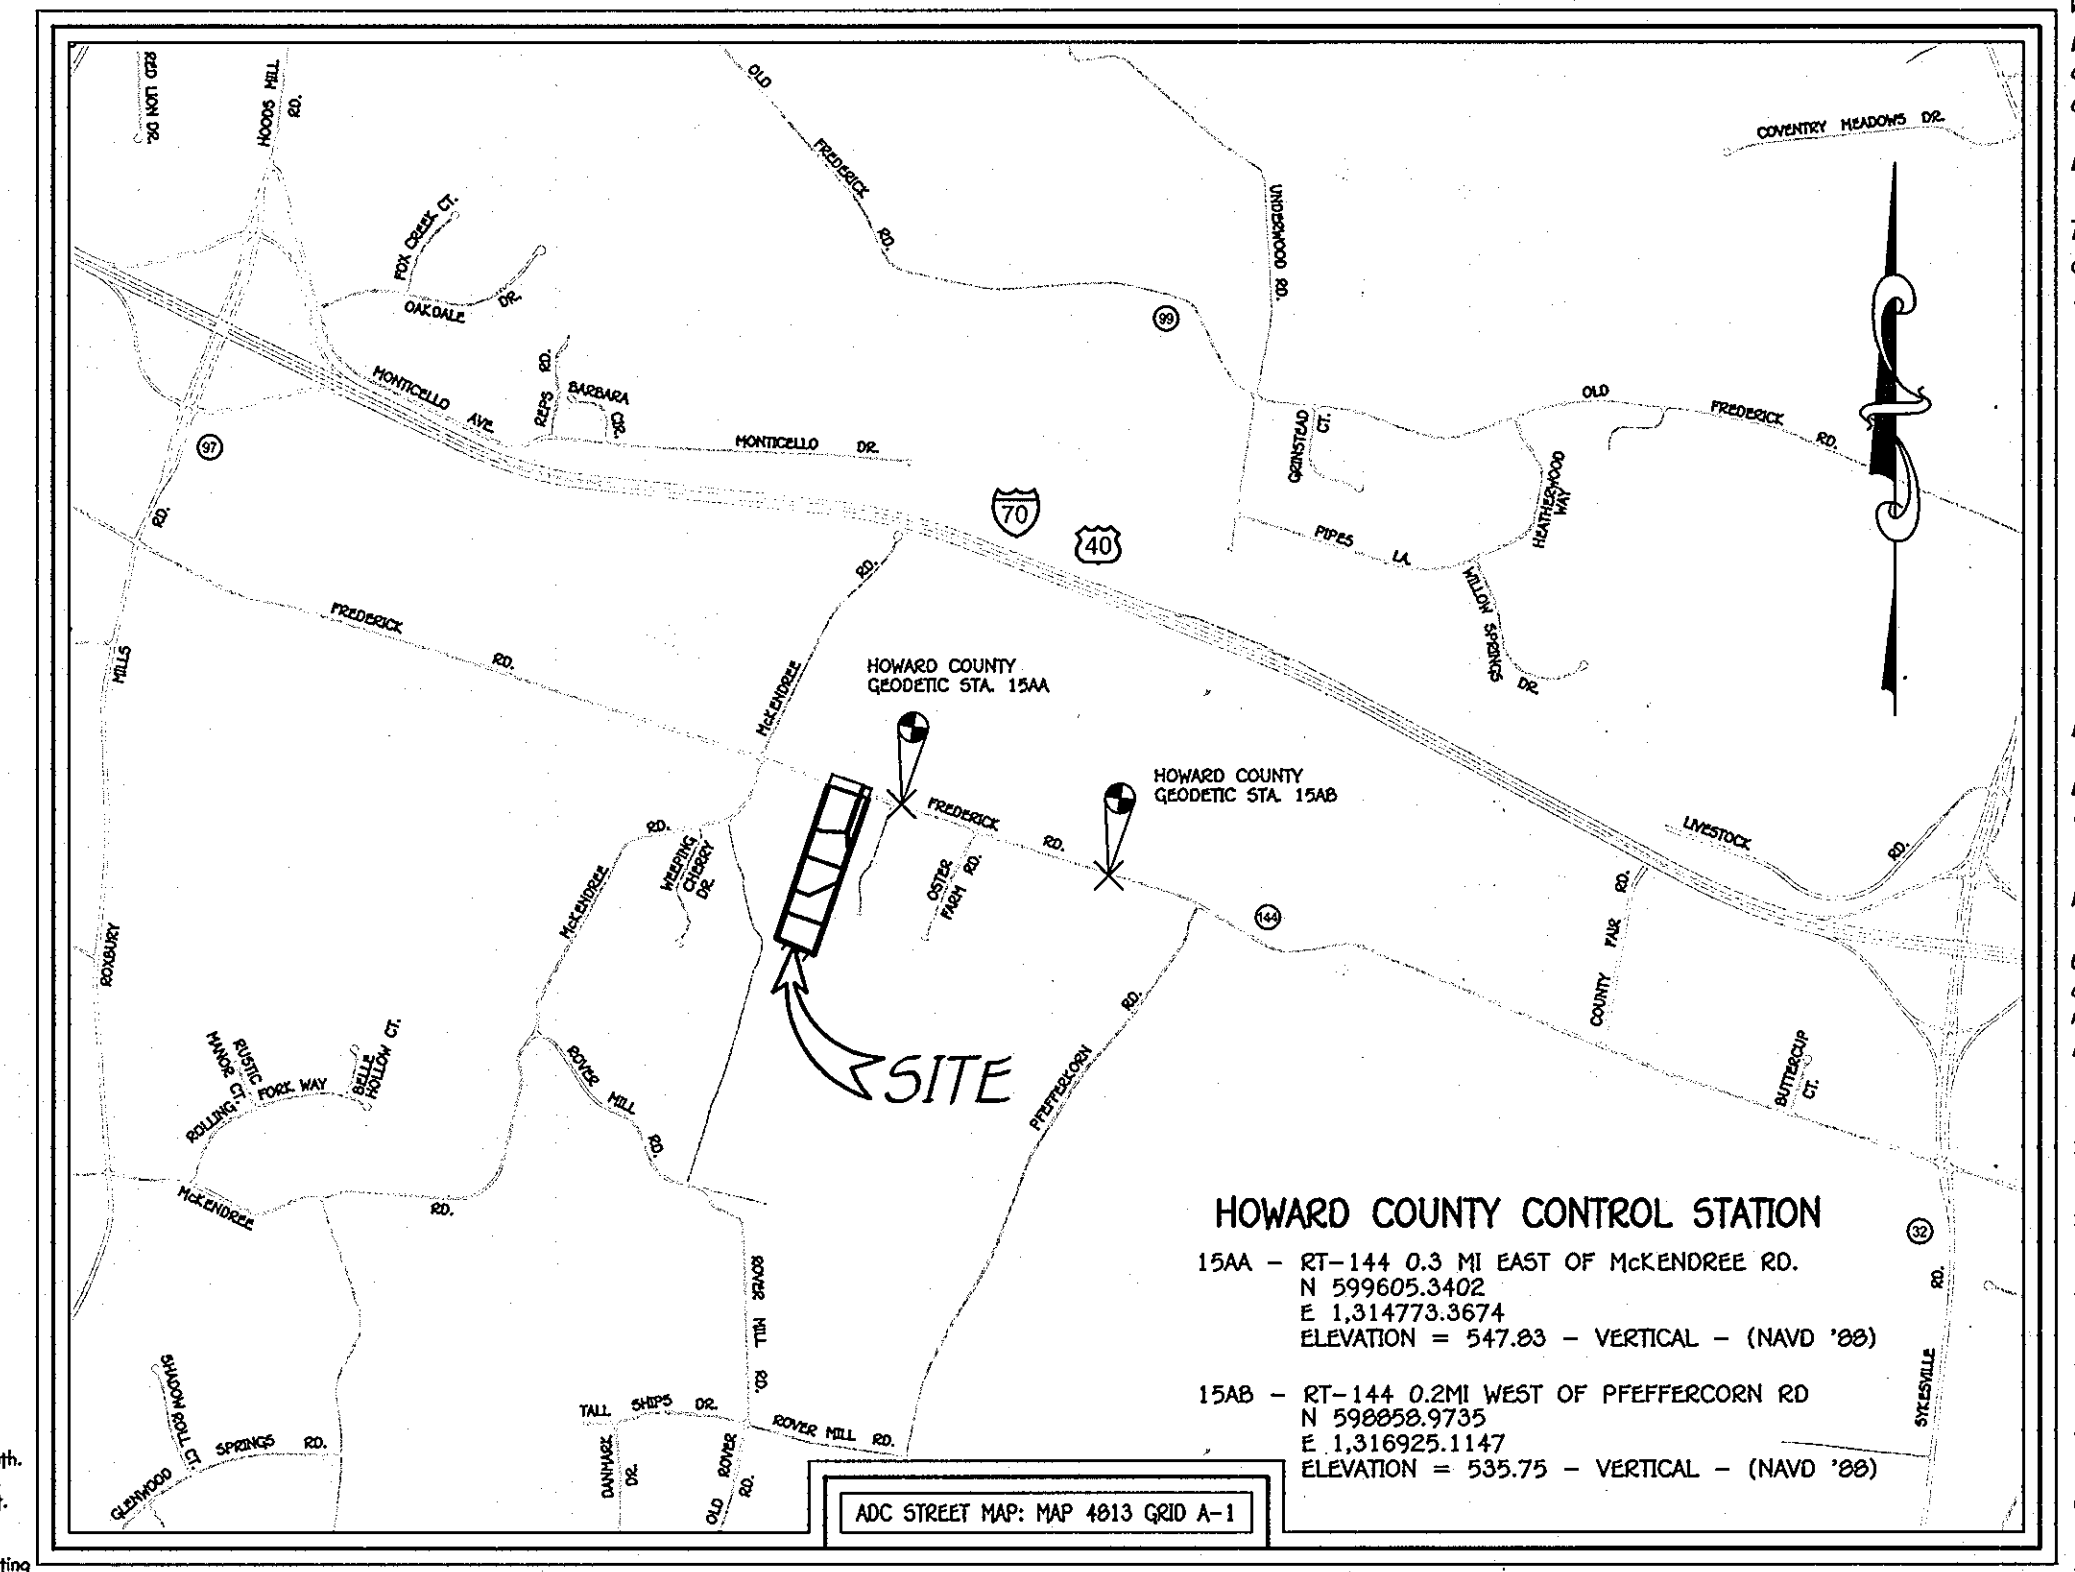 RED LION DR.
HOODS MILL
RD.
OLD
FREDERICK
RD.
COVENTRY MEADOWS DR.
UNDERWOOD RD.
FOX CREEK CT.
OAKDALE
DR.
99
MONTICELLO
AVE.
REPS
RD.
BARBARA
CIR.
MONTICELLO DR.
97
RD.
OLD
FREDERICK
RD.
GRINSTEAD
CT.
HEATHERWOOD
WAY
PIPES
LA.
WILLOW SPRINGS
DR.
70
40
RD.
FREDERICK
RD.
MILLS
McKENDREE
HOWARD COUNTY
GEODETIC STA. 15AA
HOWARD COUNTY
GEODETIC STA. 15AB
FREDERICK
RD.
RD.
WEEPING
CHERRY
DR.
McKENDREE
OSTER
FARM RD.
LIVESTOCK
RD.
RD.
FAIR
COUNTY
144
ROXBURY
RD.
PFEFFERKORN
SITE
RUSTIC
MANOR CT.
ROLLING
FORK WAY
BELLE
HOLLOW CT.
ROVER
MILL
RD.
BUTTERCUP
CT.
McKENDREE
RD.
HOWARD COUNTY CONTROL STATION
15AA - RT-144 0.3 MI EAST OF McKENDREE RD.
N 599605.3402
E 1,314773.3674
ELEVATION = 547.83 - VERTICAL - (NAVD '88)
15AB - RT-144 0.2MI WEST OF PFEFFERCORN RD
N 598858.9735
E 1,316925.1147
ELEVATION = 535.75 - VERTICAL - (NAVD '88)
32
RD.
SYKESVILLE
ROVER MILL RD.
SHADOW ROLL CT.
GLENWOOD
SPRINGS RD.
TALL SHIPS DR.
DANMARK
DR.
ROVER MILL RD.
OLD ROVER
RD.
ADC STREET MAP: MAP 4813 GRID A-1
th.
ting